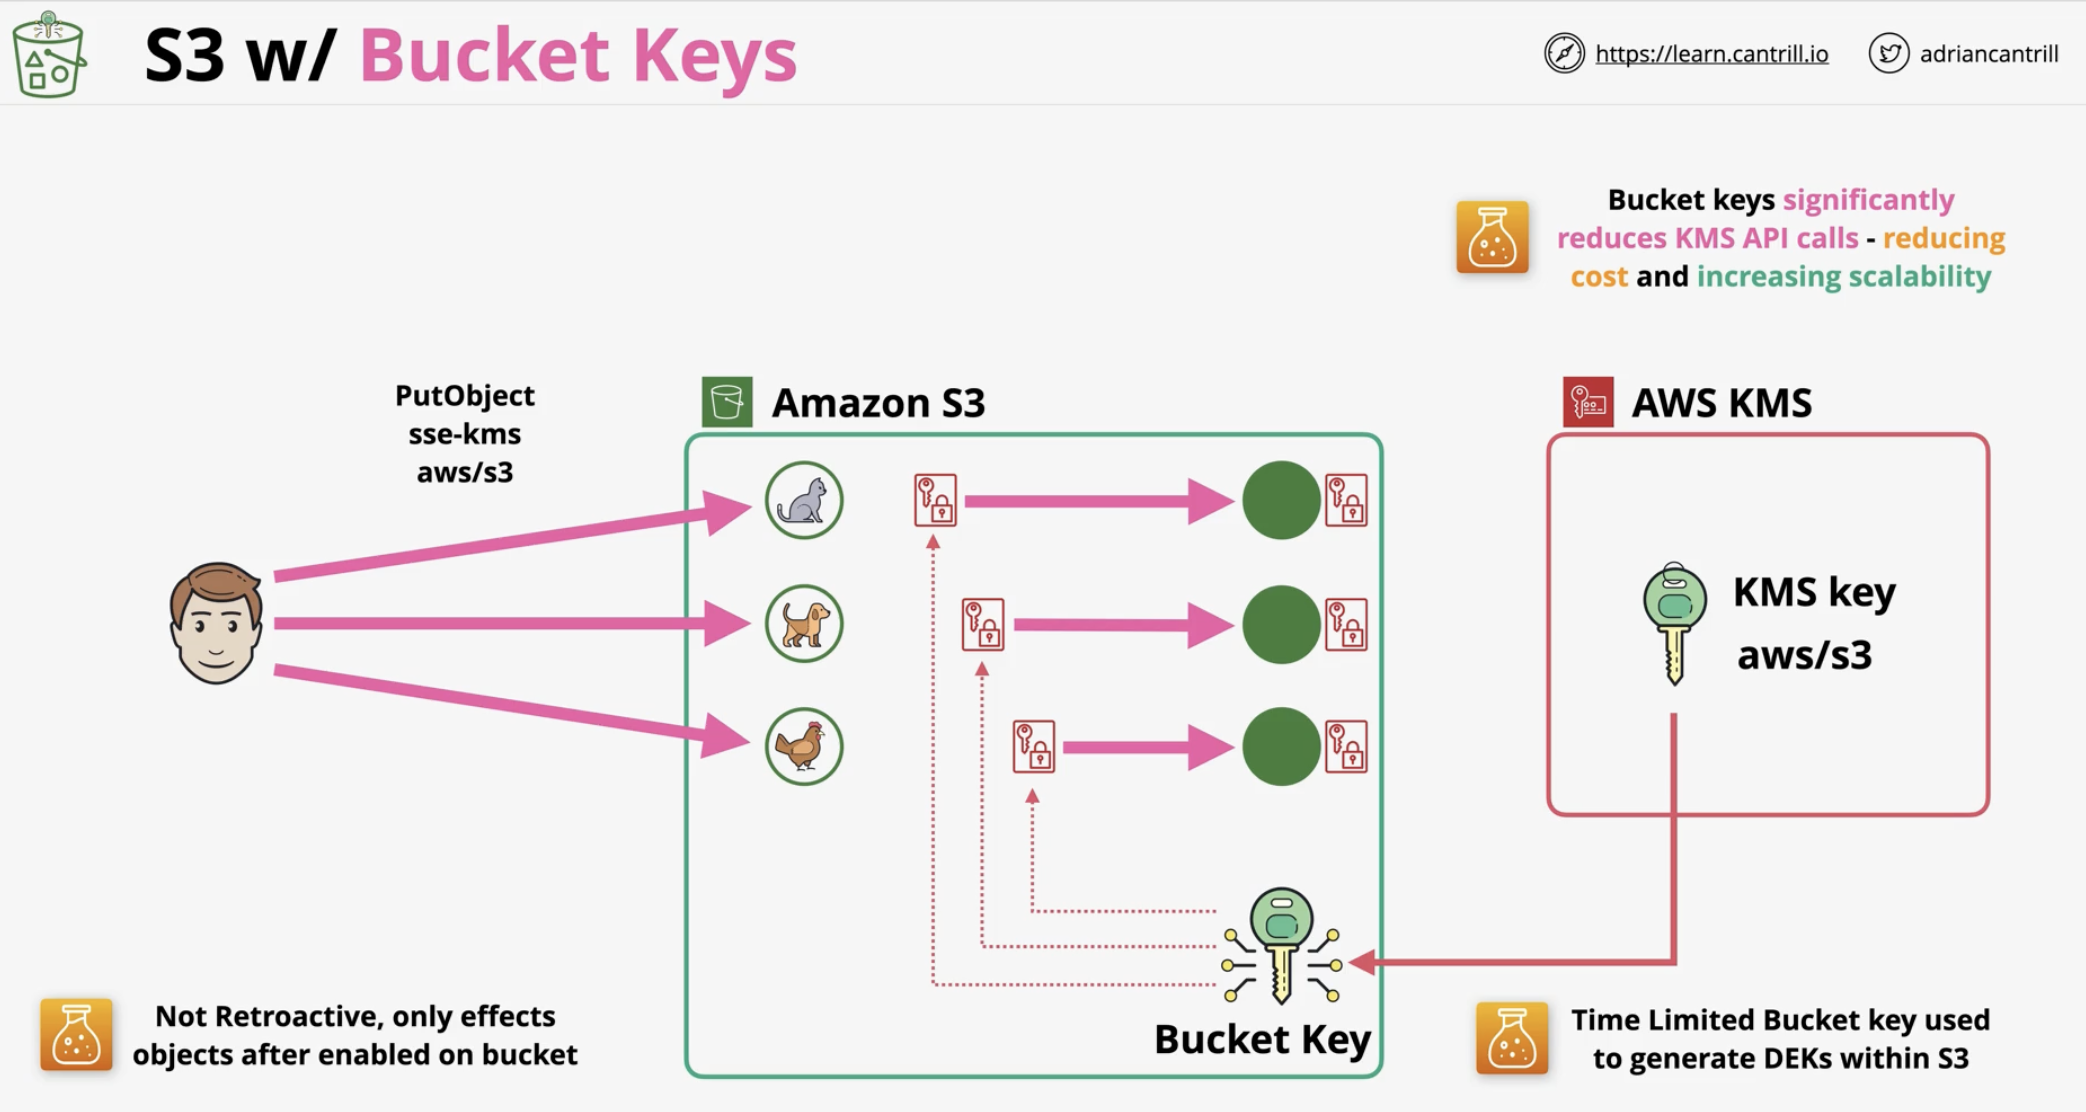 S3 w/ Bucket Keys
https://learn.cantrill.io
adriancantrill
Bucket keys significantly
reduces KMS API calls - reducing
cost and increasing scalability
PutObject
sse-kms
aws/s3
Amazon S3
AWS KMS
KMS key
aws/s3
Bucket Key
Not Retroactive, only effects
objects after enabled on bucket
Time Limited Bucket key used
to generate DEKs within S3